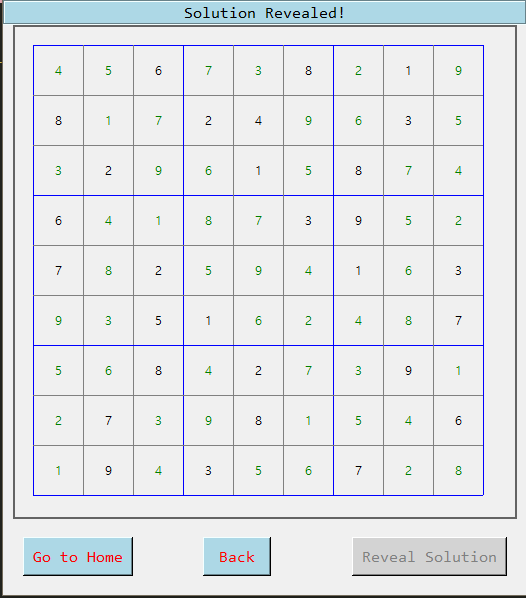 Solution Revealed!
4 5 6 7 3 8 2 1 9
8 1 7 2 4 9 6 3 5
3 2 9 6 1 5 8 7 4
6 4 1 8 7 3 9 5 2
7 8 2 5 9 4 1 6 3
9 3 5 1 6 2 4 8 7
5 6 8 4 2 7 3 9 1
2 7 3 9 8 1 5 4 6
1 9 4 3 5 6 7 2 8
Go to Home Back Reveal Solution